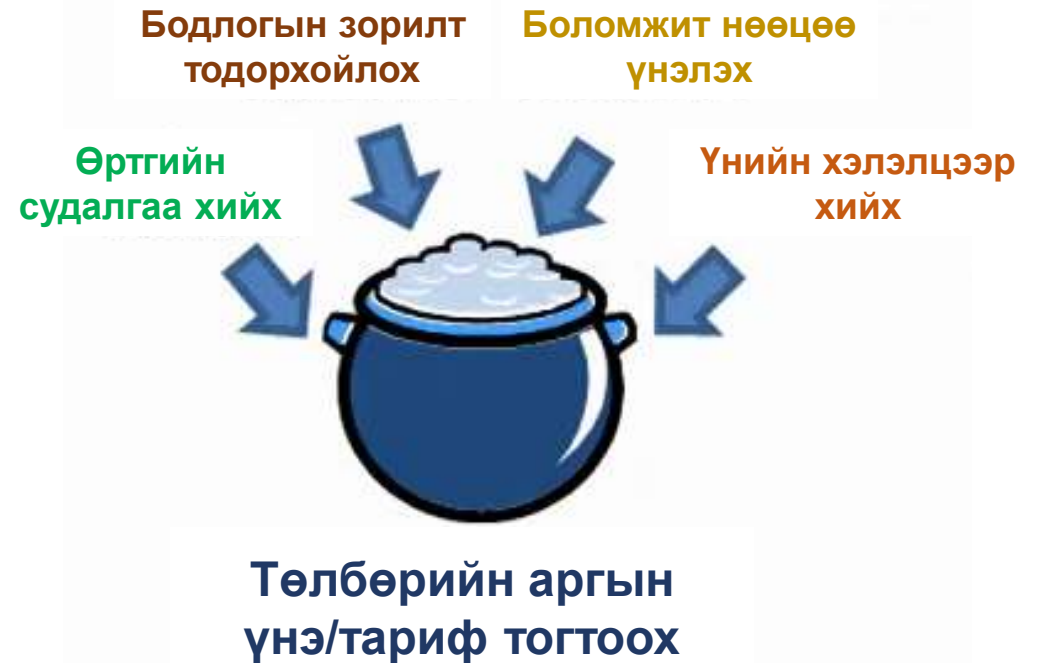 Бодлогын зорилт
тодорхойлох
Боломжит нөөцөө
үнэлэх
Өртгийн
судалгаа хийх
Үнийн хэлэлцээр
хийх
Төлбөрийн аргын
үнэ/тариф тогтоох